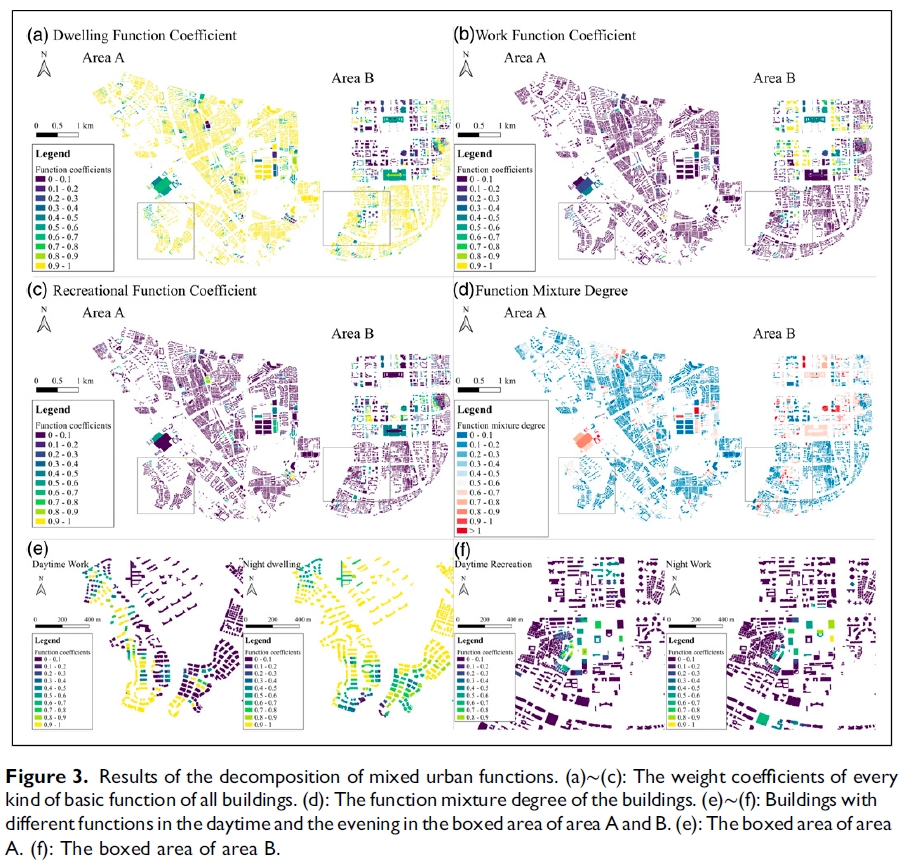 (a) Dwelling Function Coefficient
N
Area A
Area B
0 0.5 1 km
Legend
Function coefficients
0 - 0.1
0.1 - 0.2
0.2 - 0.3
0.3 - 0.4
0.4 - 0.5
0.5 - 0.6
0.6 - 0.7
0.7 - 0.8
0.8 - 0.9
0.9 - 1
(b) Work Function Coefficient
N
Area A
Area B
0 0.5 1 km
Legend
Function coefficients
0 - 0.1
0.1 - 0.2
0.2 - 0.3
0.3 - 0.4
0.4 - 0.5
0.5 - 0.6
0.6 - 0.7
0.7 - 0.8
0.8 - 0.9
0.9 - 1
(c) Recreational Function Coefficient
N
Area A
Area B
0 0.5 1 km
Legend
Function coefficients
0 - 0.1
0.1 - 0.2
0.2 - 0.3
0.3 - 0.4
0.4 - 0.5
0.5 - 0.6
0.6 - 0.7
0.7 - 0.8
0.8 - 0.9
0.9 - 1
(d) Function Mixture Degree
N
Area A
Area B
0 0.5 1 km
Legend
Function mixture degree
0 - 0.1
0.1 - 0.2
0.2 - 0.3
0.3 - 0.4
0.4 - 0.5
0.5 - 0.6
0.6 - 0.7
0.7 - 0.8
0.8 - 0.9
0.9 - 1
> 1
(e)
Daytime Work
N
0 200 400 m
Legend
Function coefficients
0 - 0.1
0.1 - 0.2
0.2 - 0.3
0.3 - 0.4
0.4 - 0.5
0.5 - 0.6
0.6 - 0.7
0.7 - 0.8
0.8 - 0.9
0.9 - 1
Night dwelling
N
0 200 400 m
Legend
Function coefficients
0 - 0.1
0.1 - 0.2
0.2 - 0.3
0.3 - 0.4
0.4 - 0.5
0.5 - 0.6
0.6 - 0.7
0.7 - 0.8
0.8 - 0.9
0.9 - 1
(f)
Daytime Recreation
N
0 200 400 m
Legend
Function coefficients
0 - 0.1
0.1 - 0.2
0.2 - 0.3
0.3 - 0.4
0.4 - 0.5
0.5 - 0.6
0.6 - 0.7
0.7 - 0.8
0.8 - 0.9
Night Work
N
0 200 400 m
Legend
Function coefficients
0 - 0.1
0.1 - 0.2
0.2 - 0.3
0.3 - 0.4
0.4 - 0.5
0.5 - 0.6
0.6 - 0.7
0.7 - 0.8
0.8 - 0.9
0.9 - 1
Figure 3. Results of the decomposition of mixed urban functions. (a)~(c): The weight coefficients of every
kind of basic function of all buildings. (d): The function mixture degree of the buildings. (e)~(f): Buildings with
different functions in the daytime and the evening in the boxed area of area A and B. (e): The boxed area of area
A. (f): The boxed area of area B.